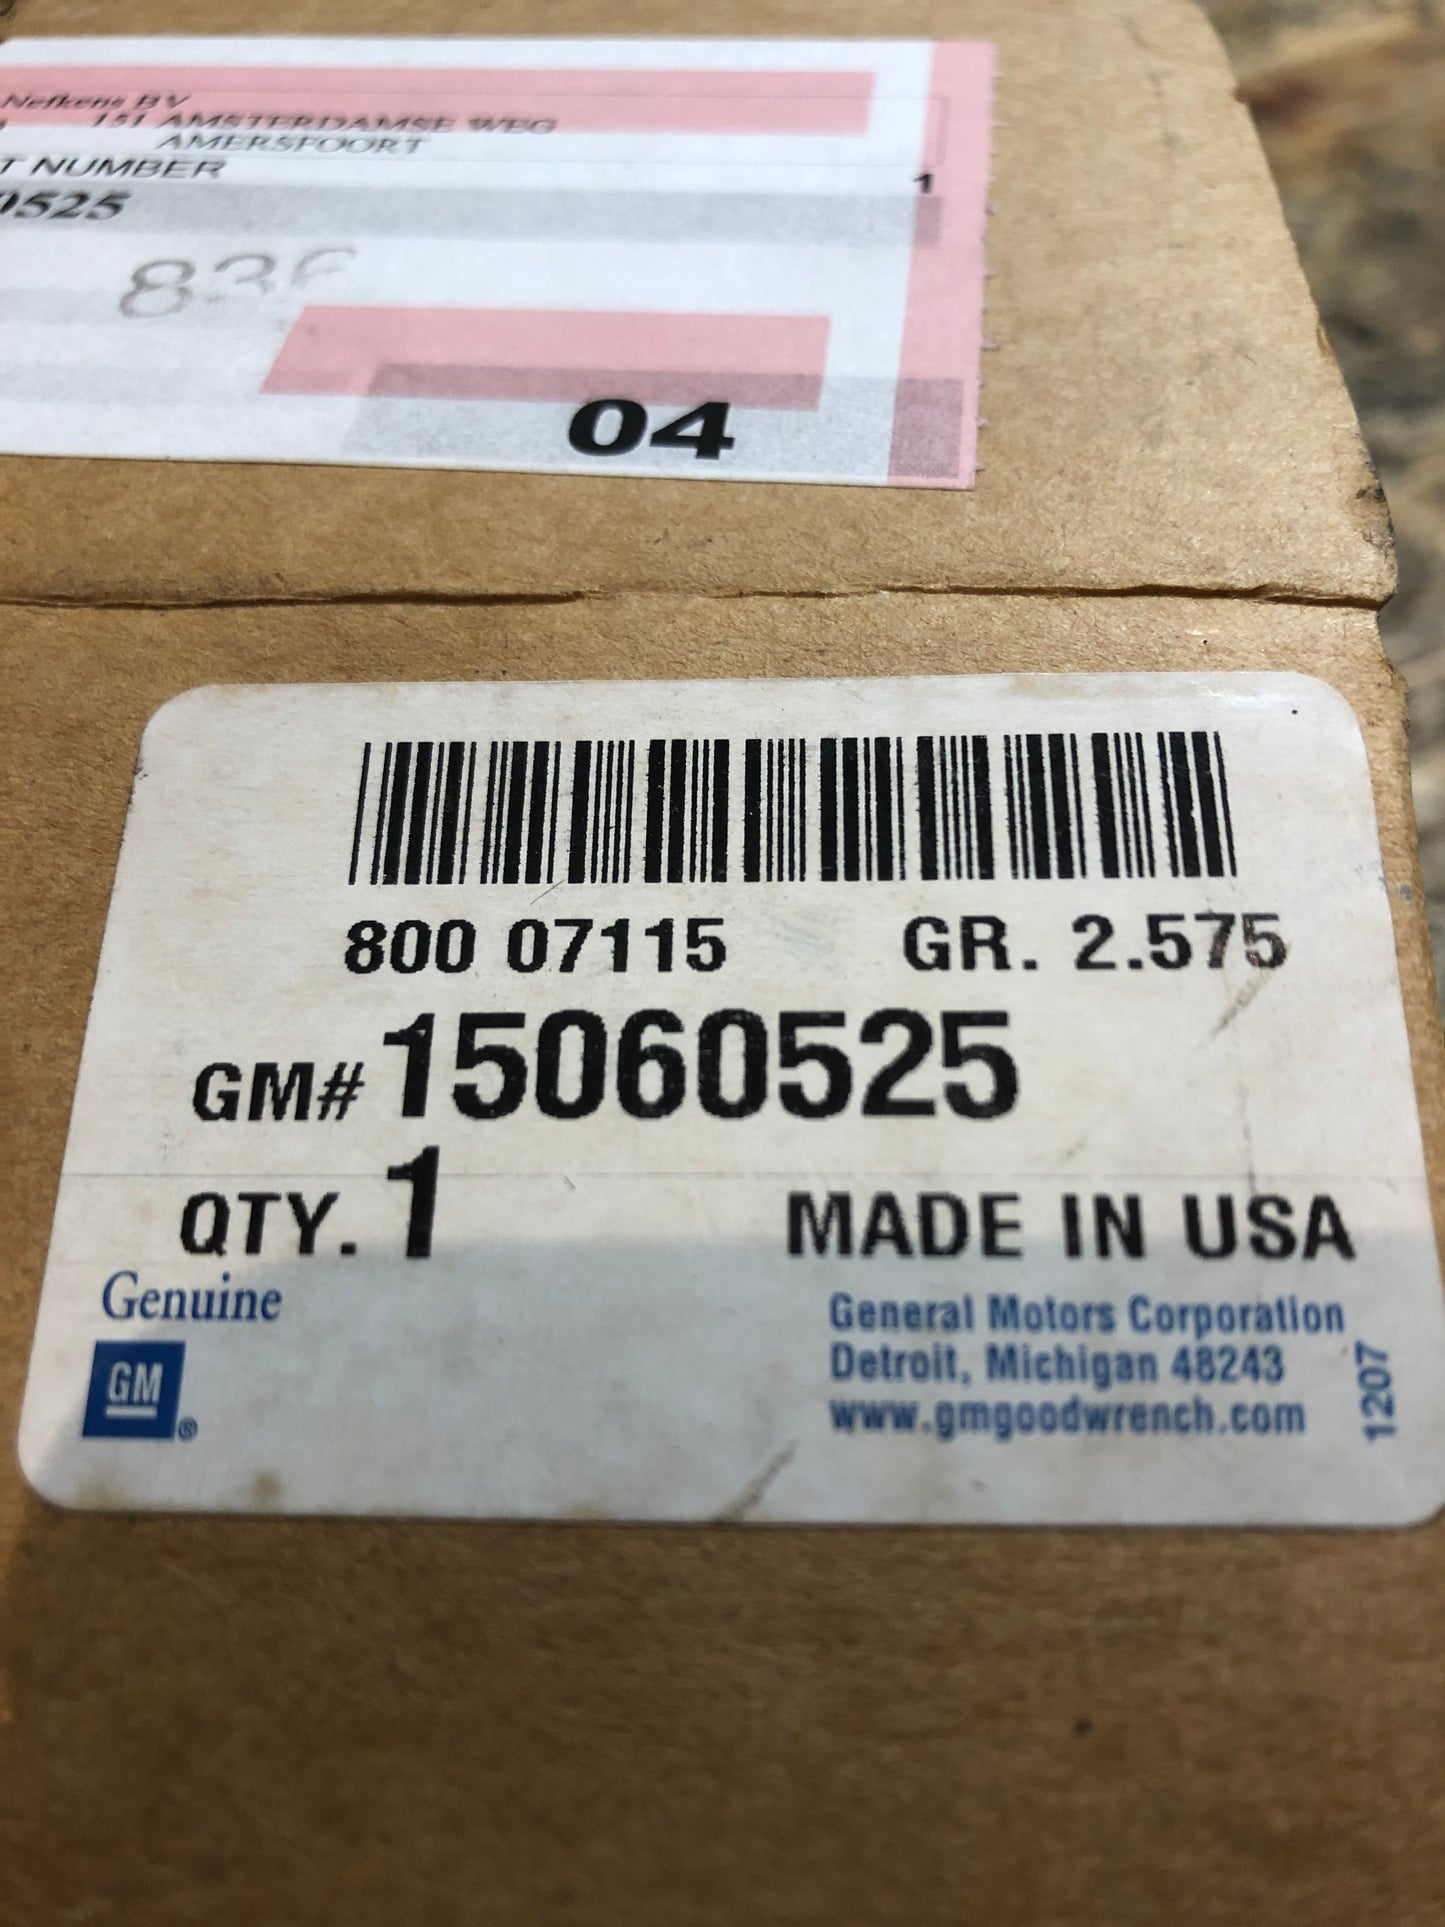 Nefkens BV
151 AMSTERDAMSE WEG
AMERSFOORT
T NUMBER
1
0525
04
800 07115 GR. 2.575
GM# 15060525
QTY. 1 MADE IN USA
Genuine
GM
®
General Motors Corporation
Detroit, Michigan 48243
www.gmgoodwrench.com
1207